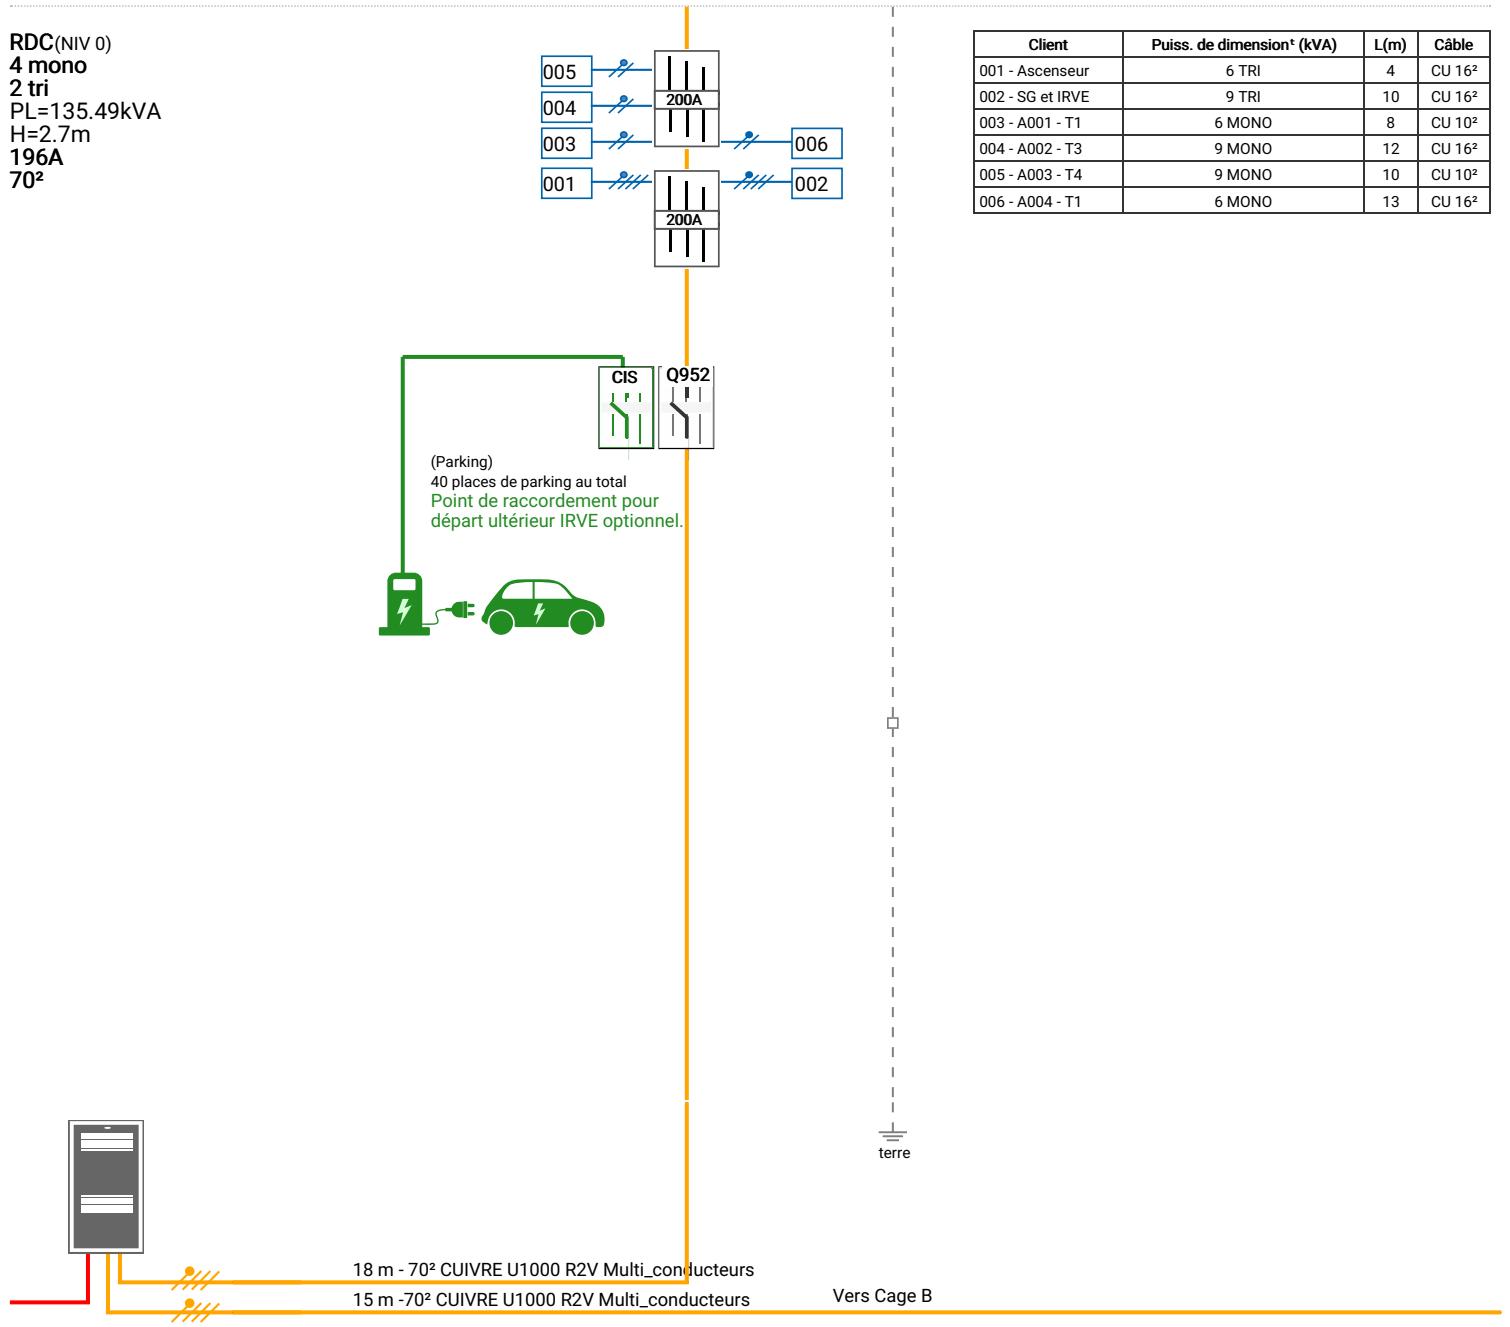 RDC(NIV 0)
4 mono
2 tri
PL=135.49kVA
H=2.7m
196A
70²
005
004
003
001
200A
200A
006
002
Client Puiss. de dimensionᵗ (kVA) L(m) Câble
001 - Ascenseur 6 TRI 4 CU 16²
002 - SG et IRVE 9 TRI 10 CU 16²
003 - A001 - T1 6 MONO 8 CU 10²
004 - A002 - T3 9 MONO 12 CU 16²
005 - A003 - T4 9 MONO 10 CU 10²
006 - A004 - T1 6 MONO 13 CU 16²
CIS
Q952
(Parking)
40 places de parking au total
Point de raccordement pour
départ ultérieur IRVE optionnel.
terre
18 m - 70² CUIVRE U1000 R2V Multi_conducteurs
15 m -70² CUIVRE U1000 R2V Multi_conducteurs
Vers Cage B